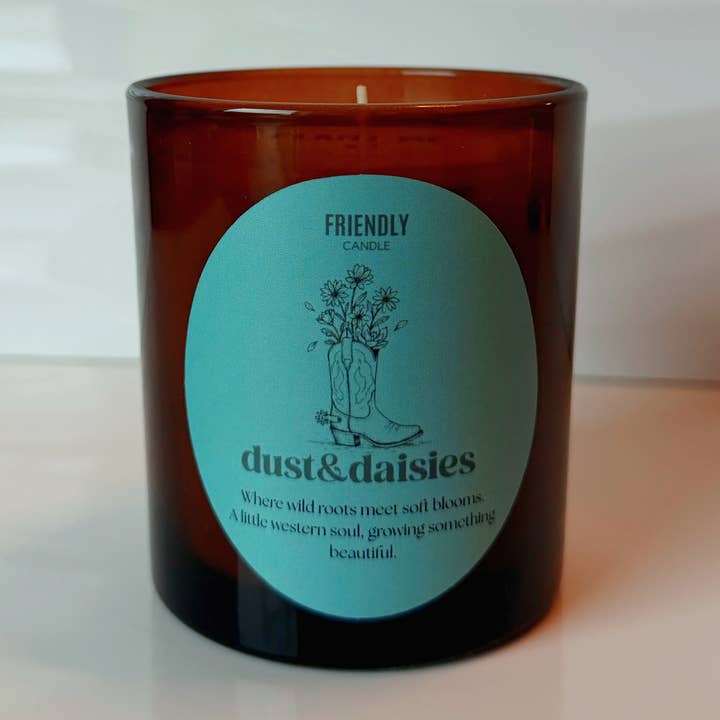 FRIENDLY
CANDLE
dust&daisies
Where wild roots meet soft blooms.
A little western soul, growing something
beautiful.